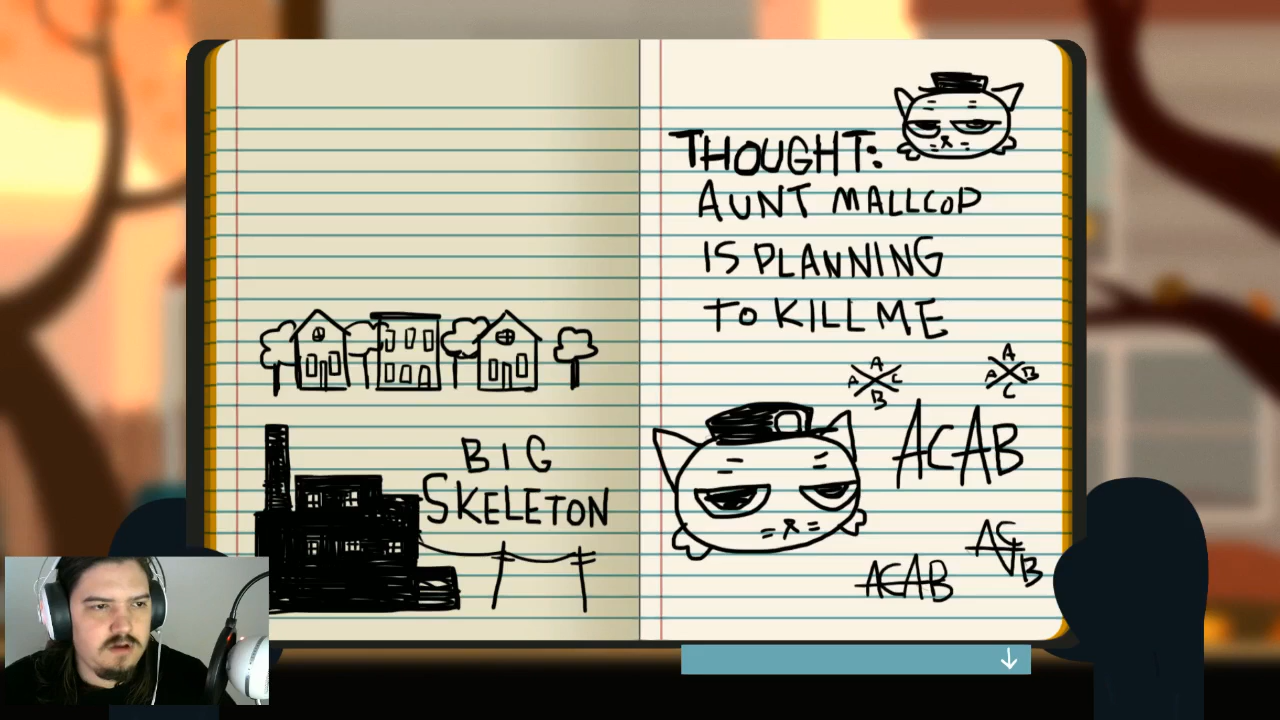 THOUGHT:
AUNT MALLCOP
IS PLANNING
TO KILL ME
BIG
SKELETON
A
A C
B
A
A B
C
ACAB
ACAB
ACAB